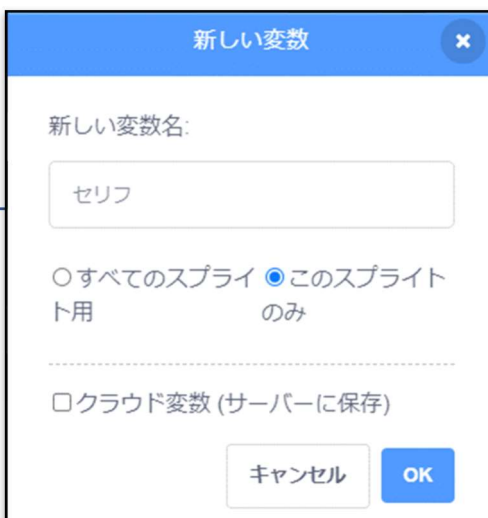 新しい変数
新しい変数名:
セリフ
すべてのスプライ
ト用
このスプライト
のみ
クラウド変数 (サーバーに保存)
キャンセル
OK